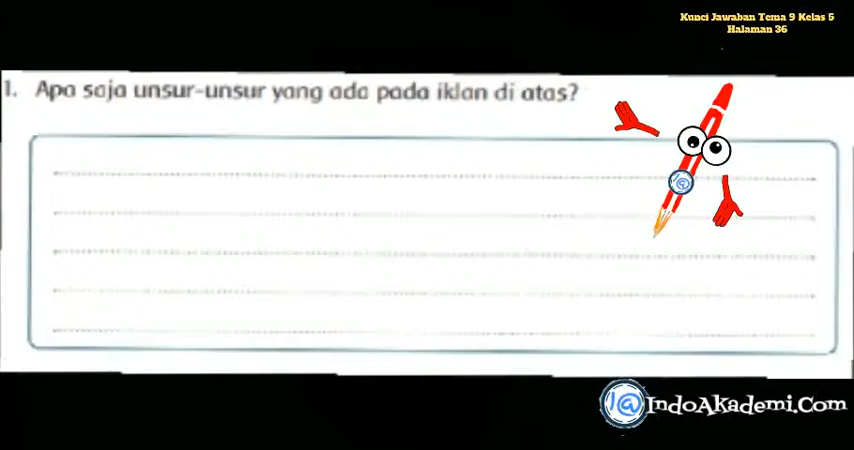 Kunci Jawaban Tema 9 Kelas 5
Halaman 36
1. Apa saja unsur-unsur yang ada pada iklan di atas?
IndoAkademi.Com